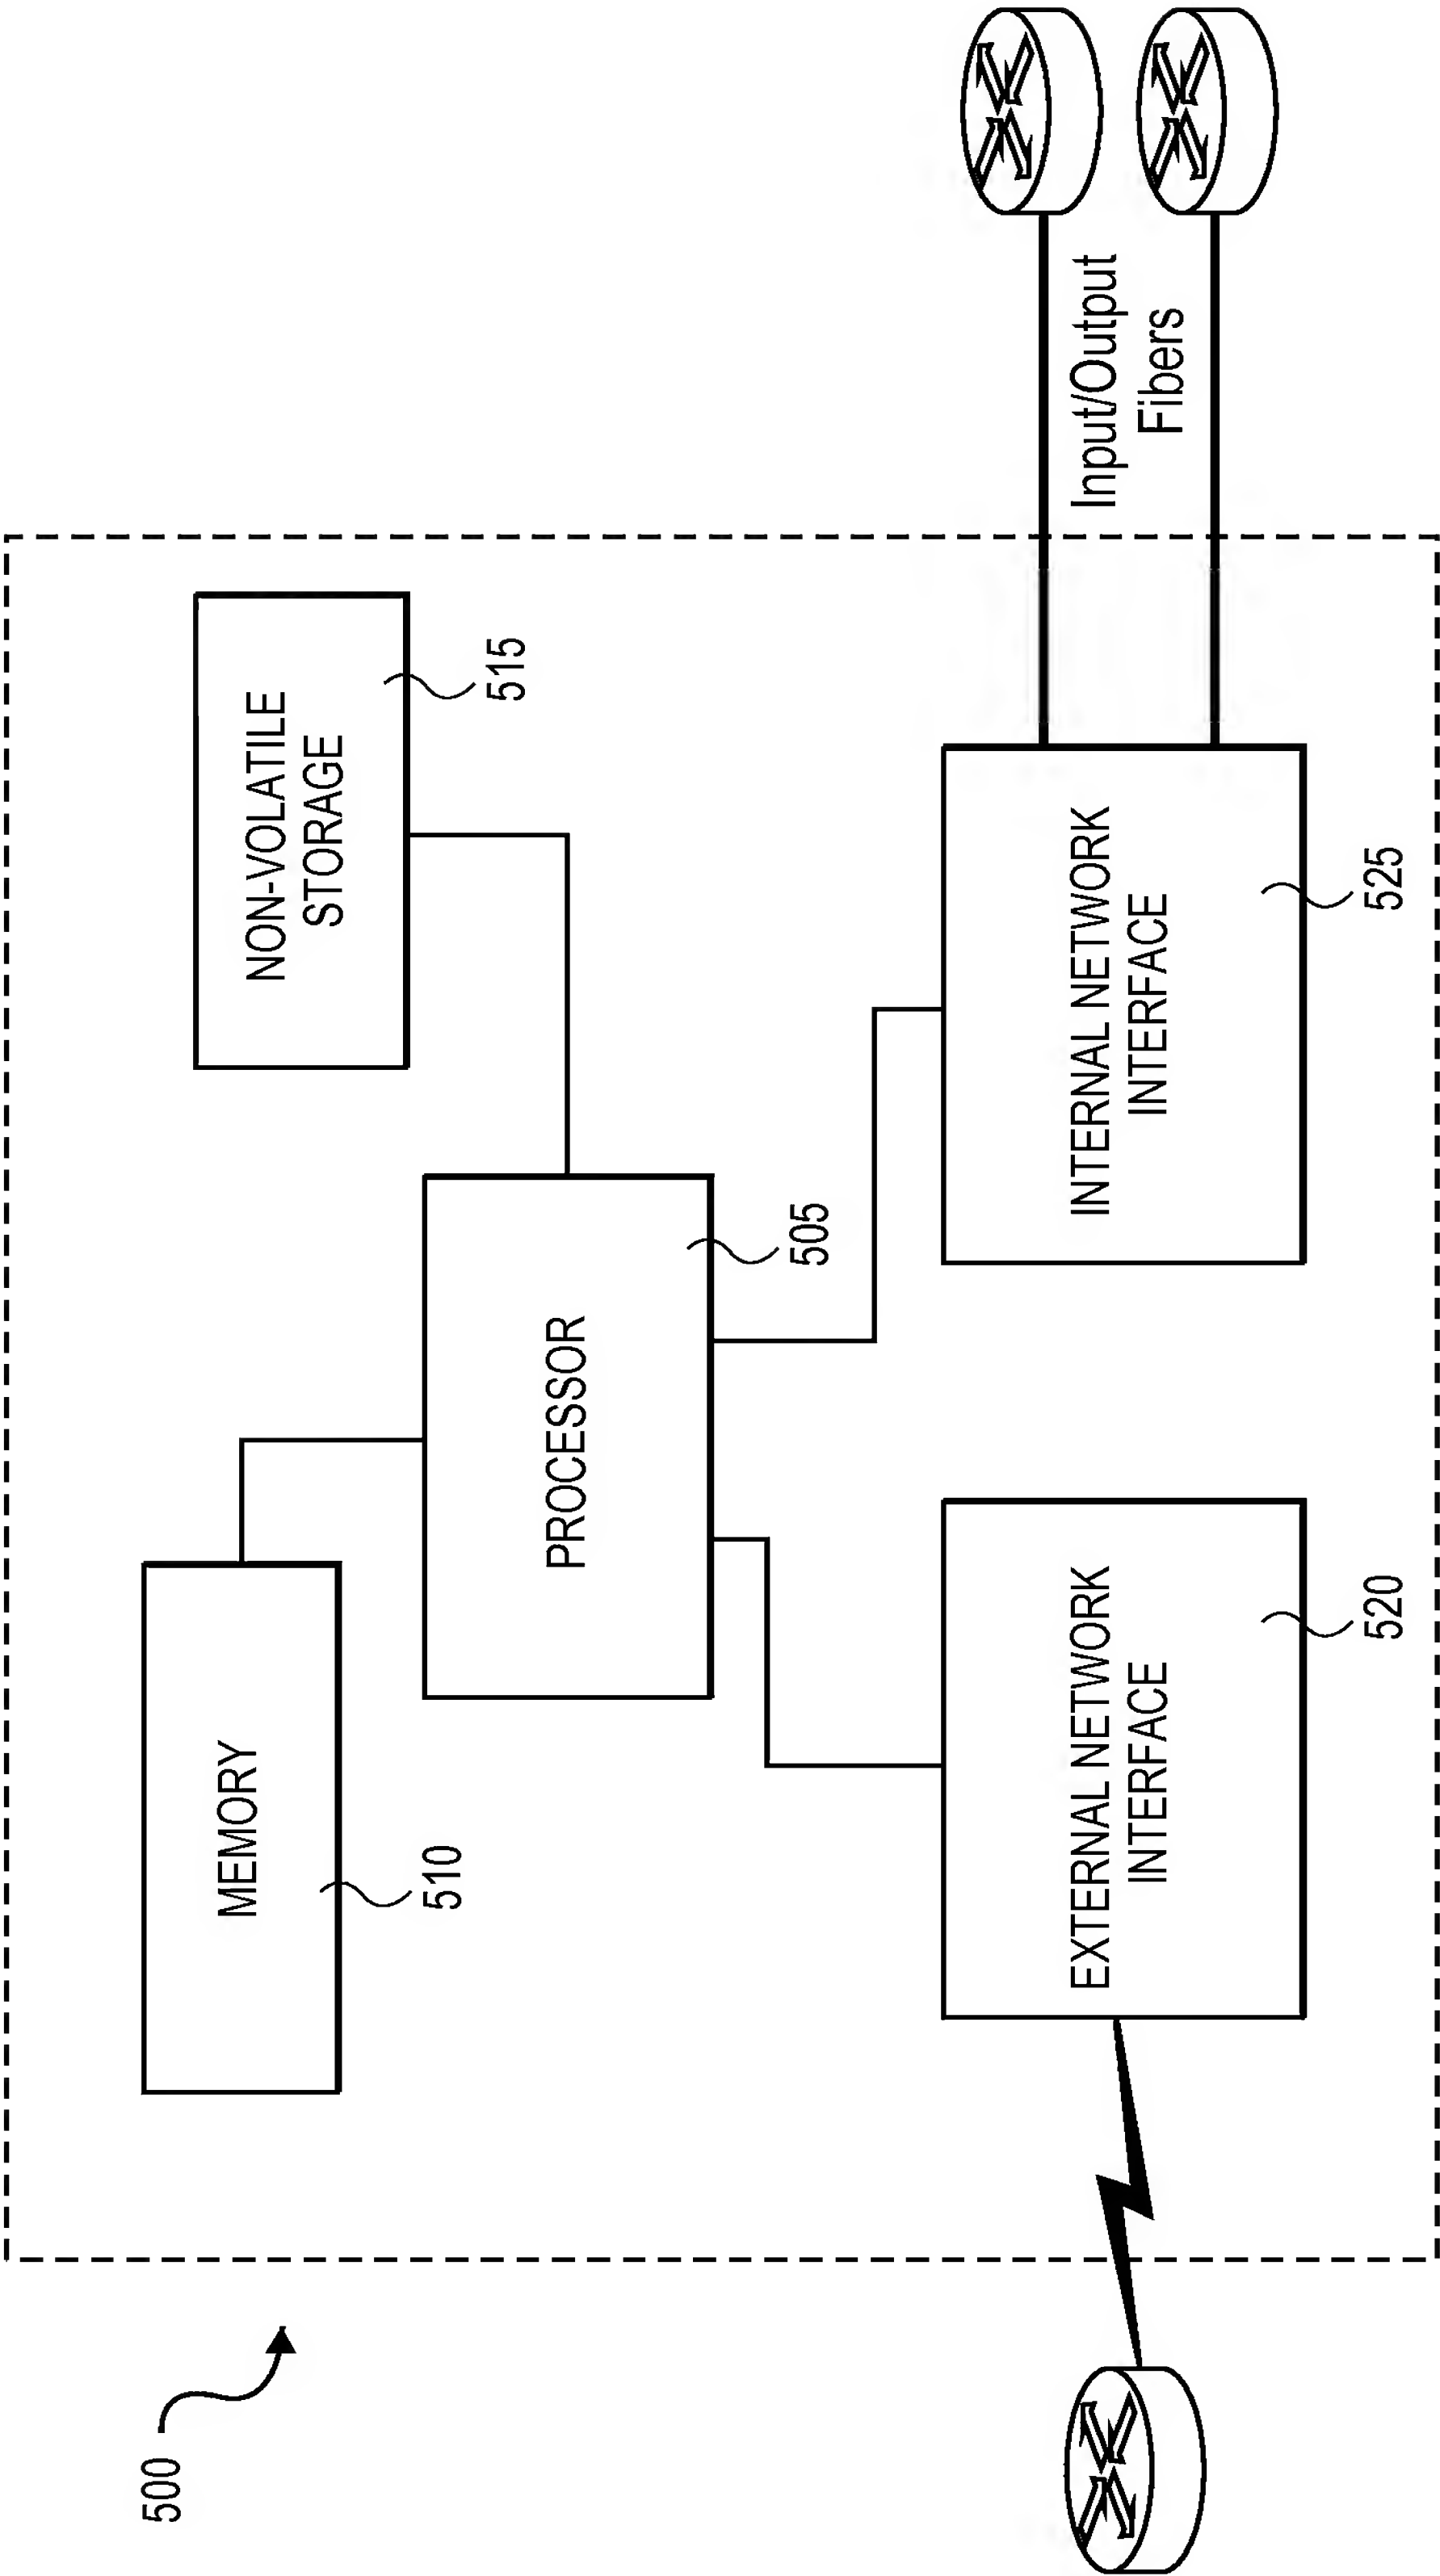 500
MEMORY
510
NON-VOLATILE
STORAGE
515
PROCESSOR
505
EXTERNAL NETWORK
INTERFACE
520
INTERNAL NETWORK
INTERFACE
525
Input/Output
Fibers